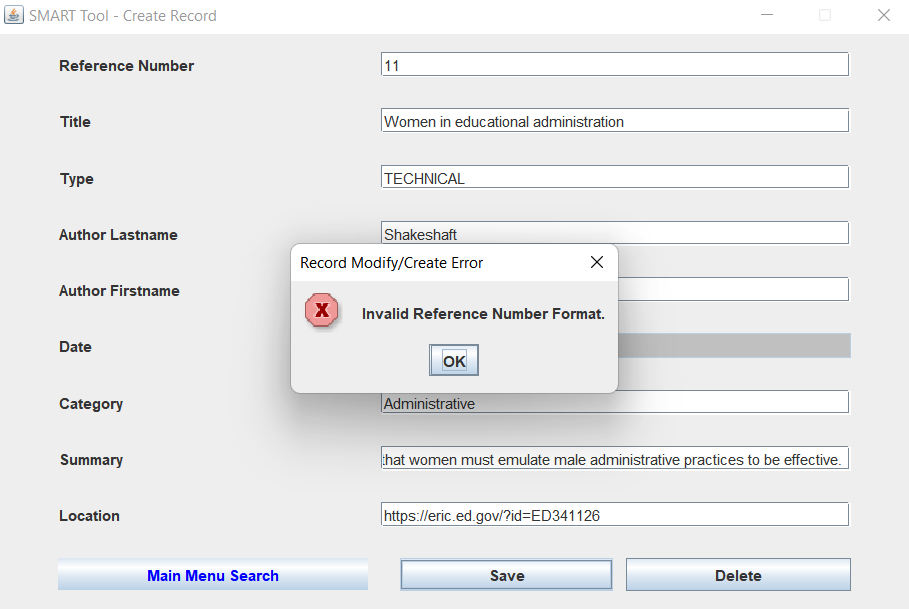 SMART Tool - Create Record
Reference Number 11
Title Women in educational administration
Type TECHNICAL
Author Lastname Shakeshaft
Record Modify/Create Error
Author Firstname
Invalid Reference Number Format.
Date
OK
Category Administrative
Summary that women must emulate male administrative practices to be effective.
Location https://eric.ed.gov/?id=ED341126
Main Menu Search Save Delete